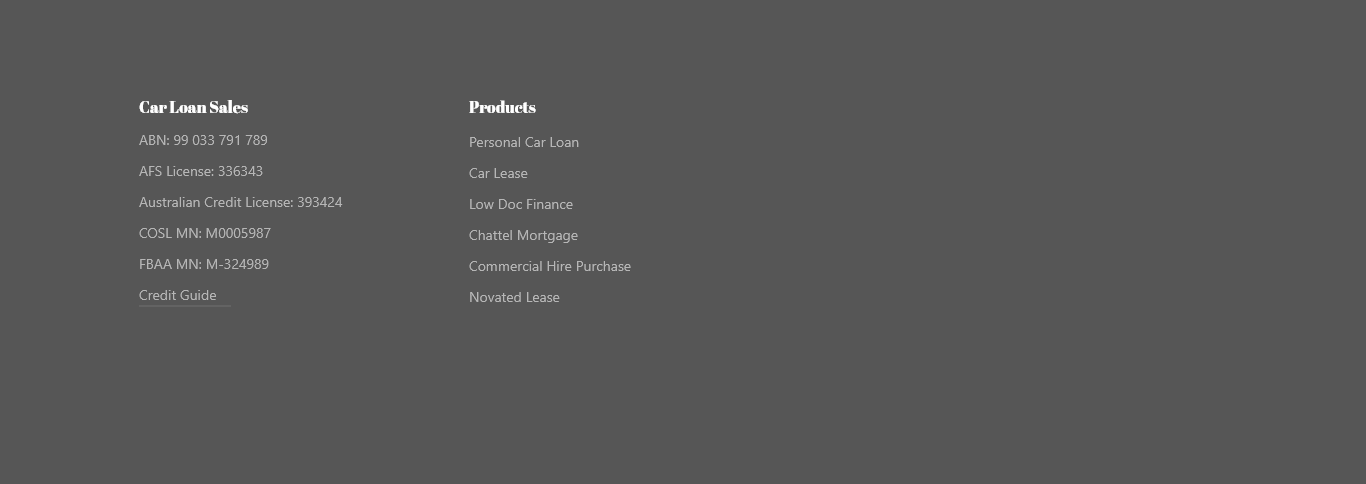 Car Loan Sales
ABN: 99 033 791 789
AFS License: 336343
Australian Credit License: 393424
COSL MN: M0005987
FBAA MN: M-324989
Credit Guide
Products
Personal Car Loan
Car Lease
Low Doc Finance
Chattel Mortgage
Commercial Hire Purchase
Novated Lease